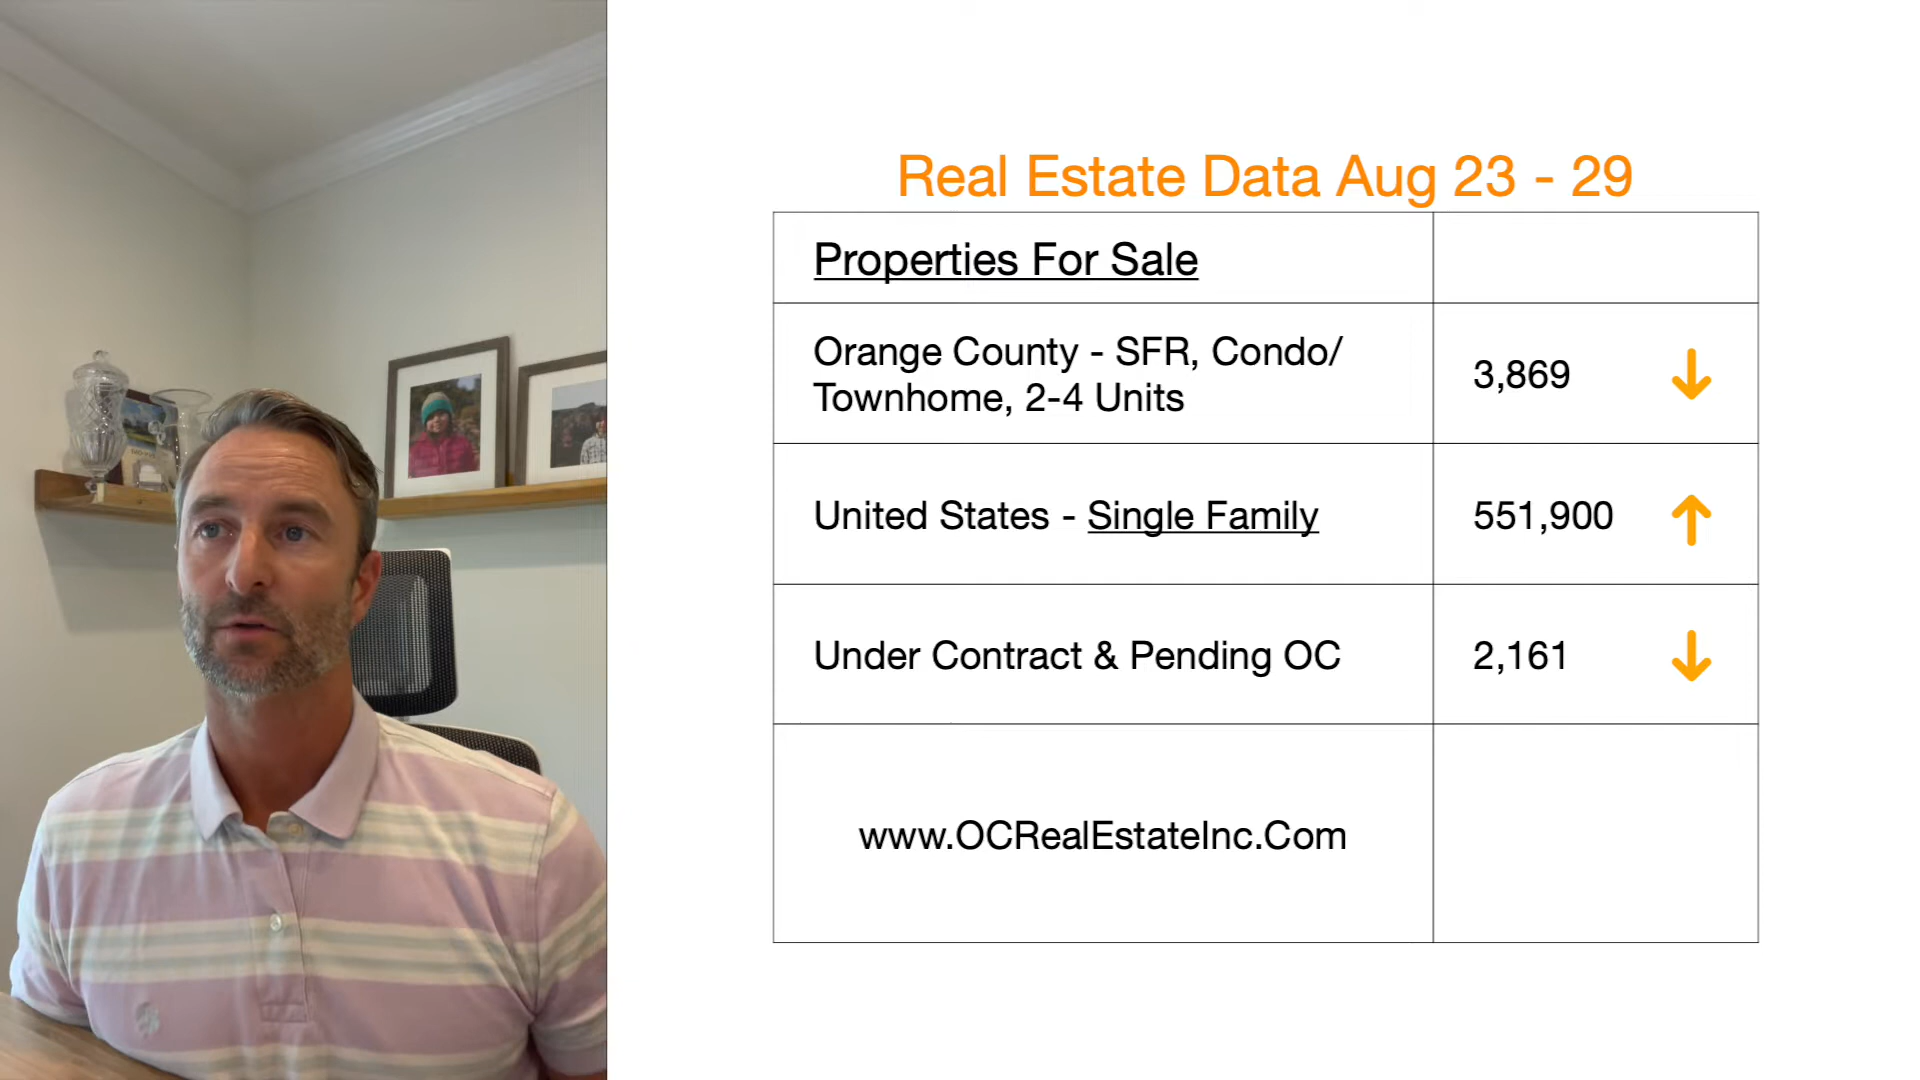 Real Estate Data Aug 23 - 29
Properties For Sale
Orange County - SFR, Condo/
Townhome, 2-4 Units
3,869
United States - Single Family
551,900
Under Contract & Pending OC
2,161
www.OCRealEstateInc.Com